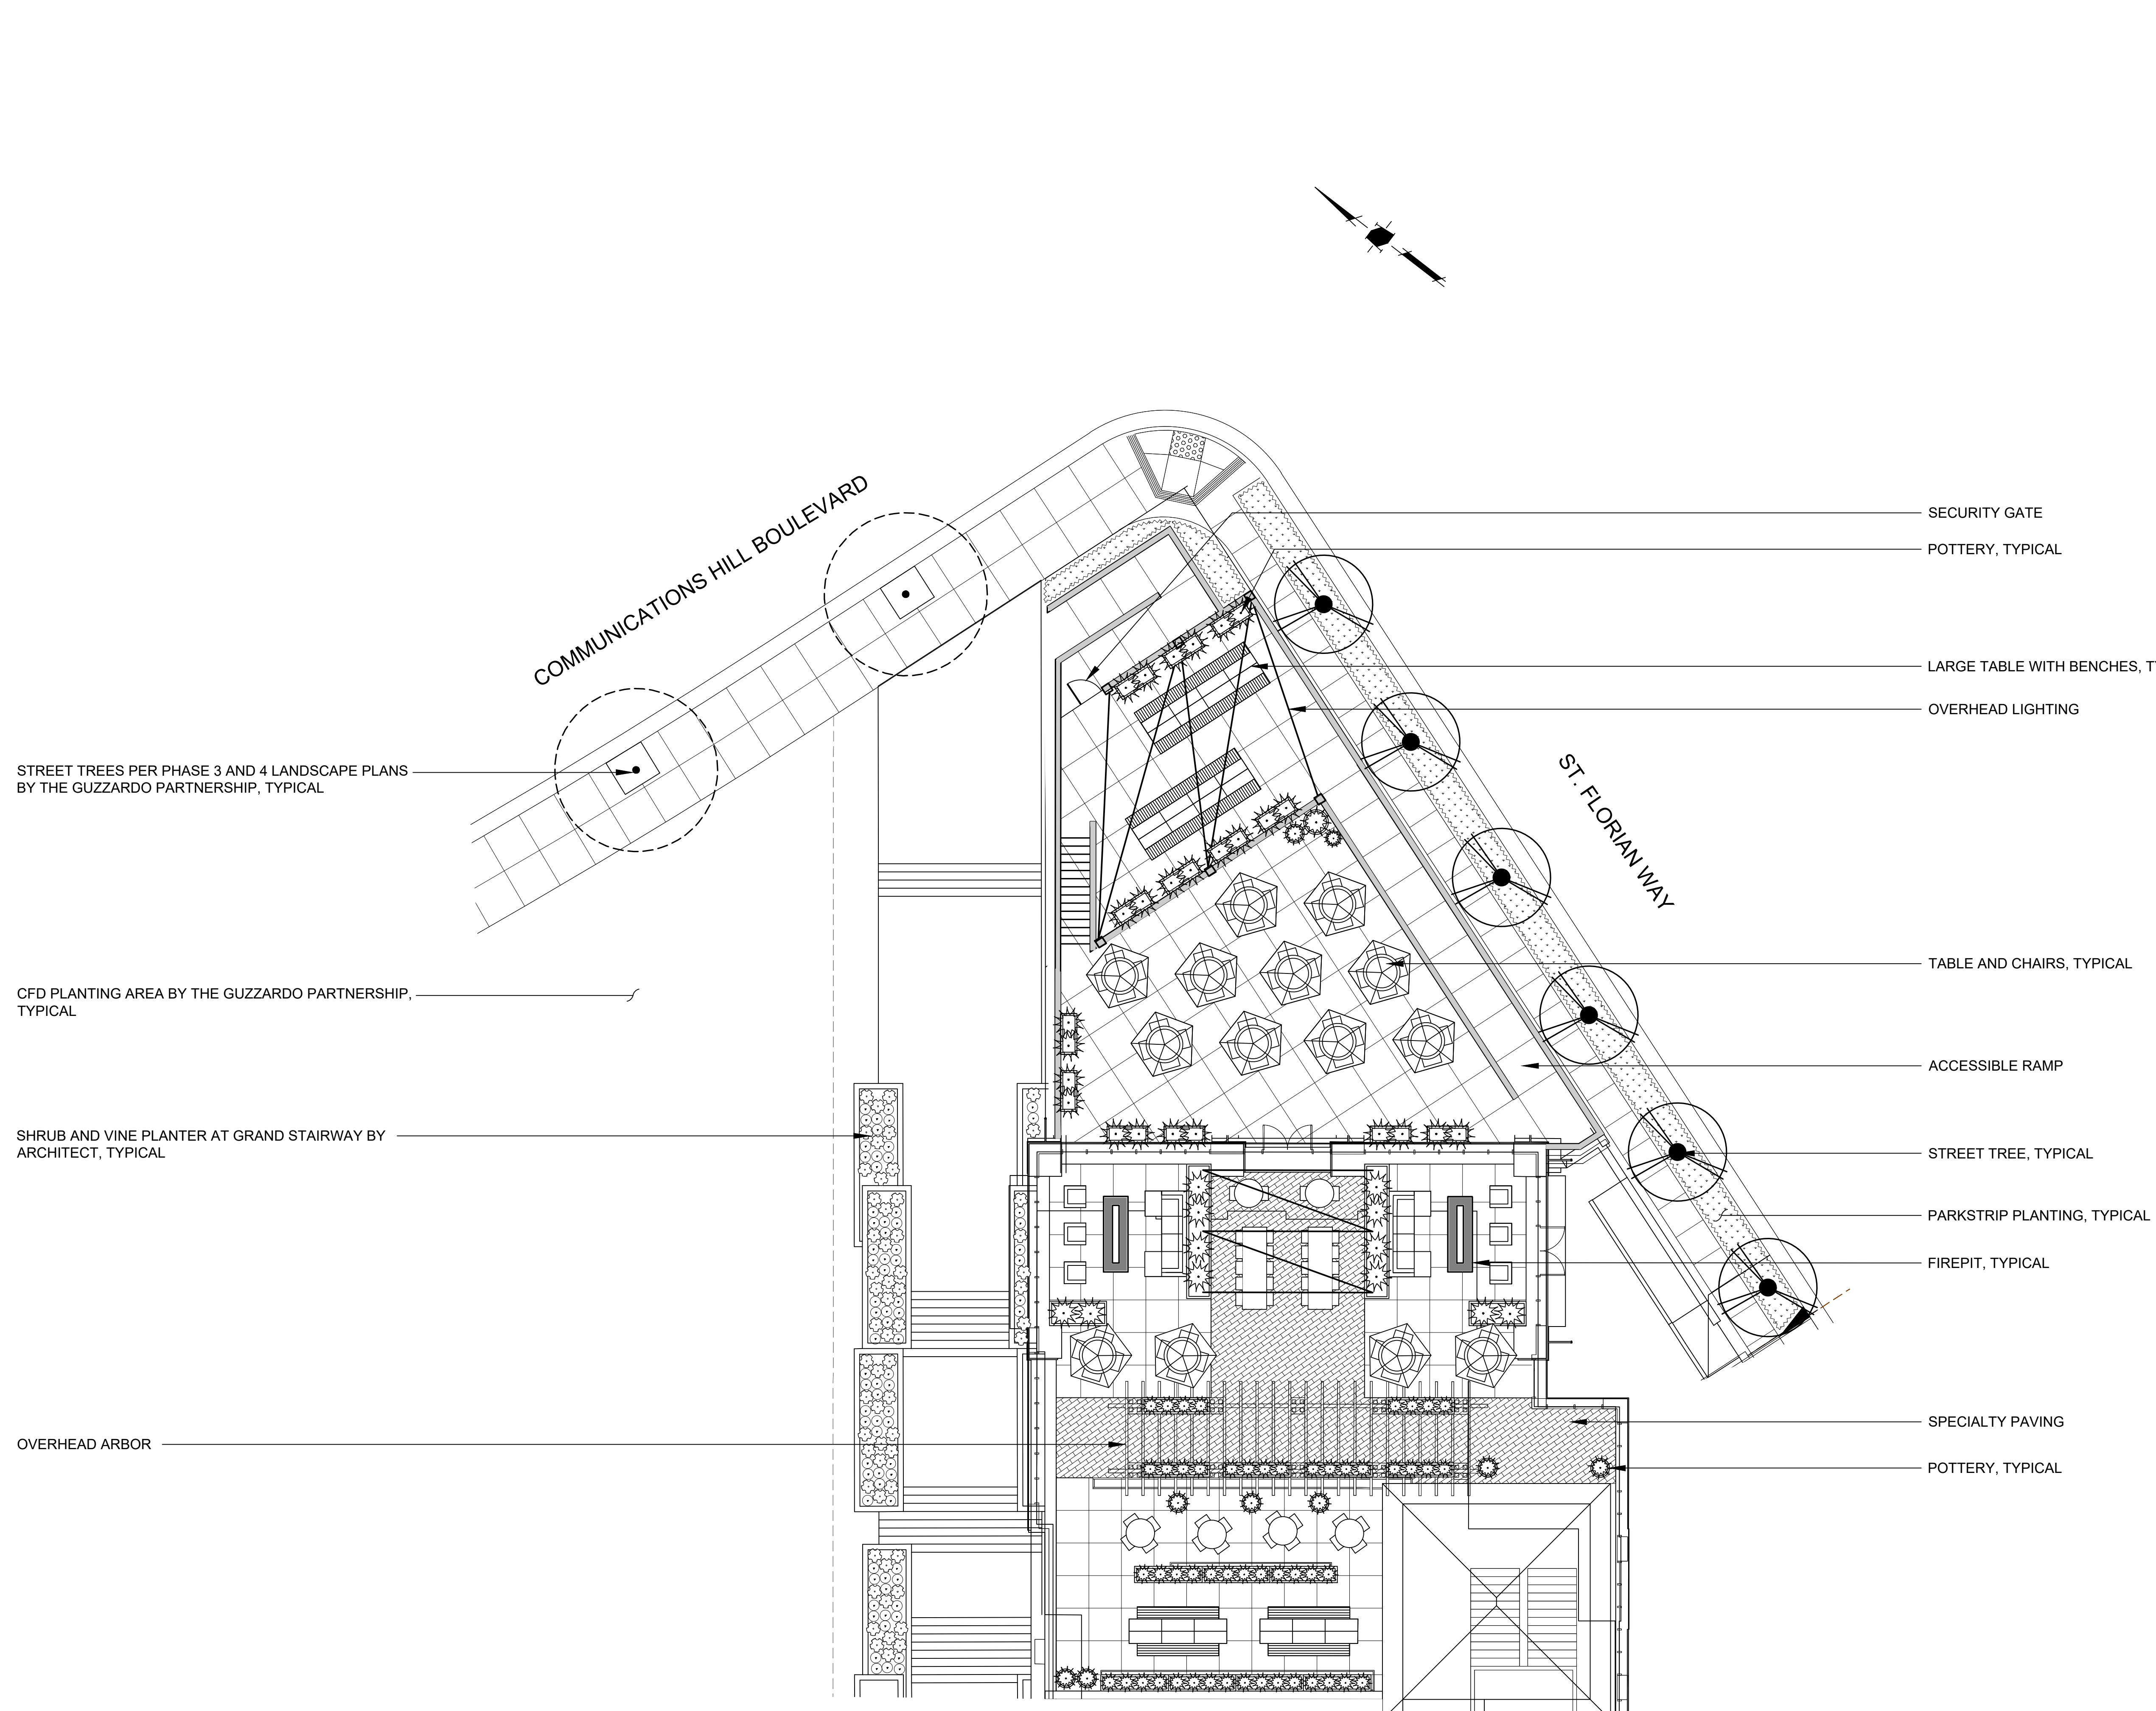 COMMUNICATIONS HILL BOULEVARD
SECURITY GATE
POTTERY, TYPICAL
LARGE TABLE WITH BENCHES,
OVERHEAD LIGHTING
STREET TREES PER PHASE 3 AND 4 LANDSCAPE PLANS
BY THE GUZZARDO PARTNERSHIP, TYPICAL
ST. FLORIAN WAY
TABLE AND CHAIRS, TYPICAL
CFD PLANTING AREA BY THE GUZZARDO PARTNERSHIP,
TYPICAL
ACCESSIBLE RAMP
SHRUB AND VINE PLANTER AT GRAND STAIRWAY BY
ARCHITECT, TYPICAL
STREET TREE, TYPICAL
PARKSTRIP PLANTING, TYPICAL
FIREPIT, TYPICAL
SPECIALTY PAVING
OVERHEAD ARBOR
POTTERY, TYPICAL